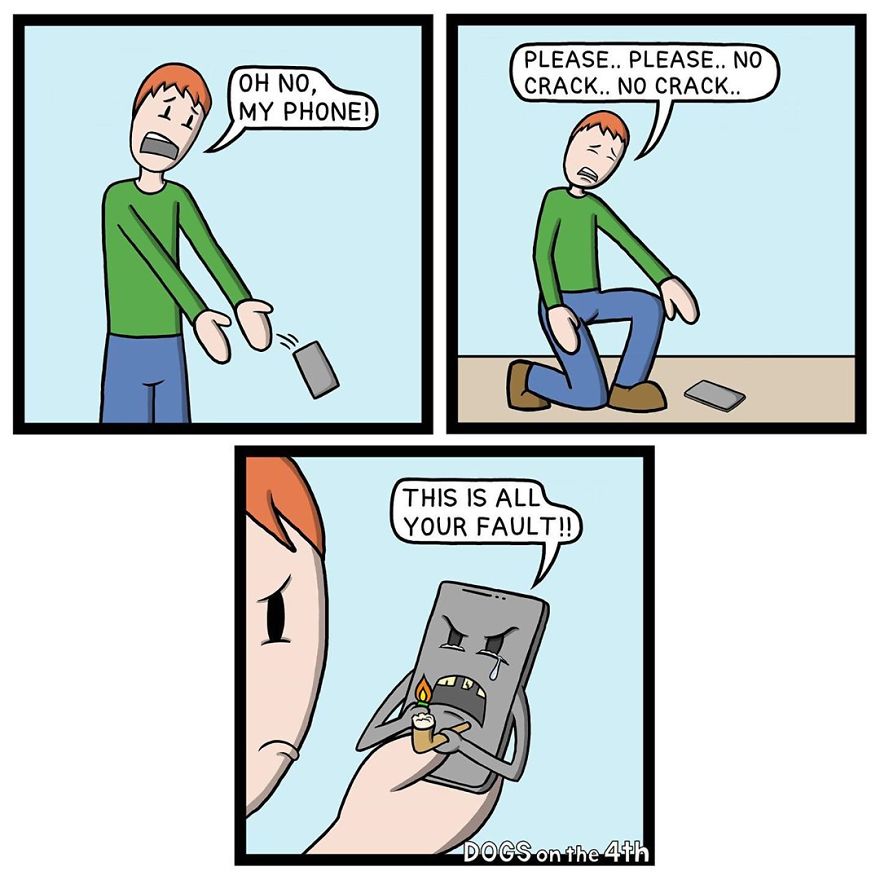 OH NO,
MY PHONE!
PLEASE.. PLEASE.. NO
CRACK.. NO CRACK..
THIS IS ALL
YOUR FAULT!!
DOGS on the 4th